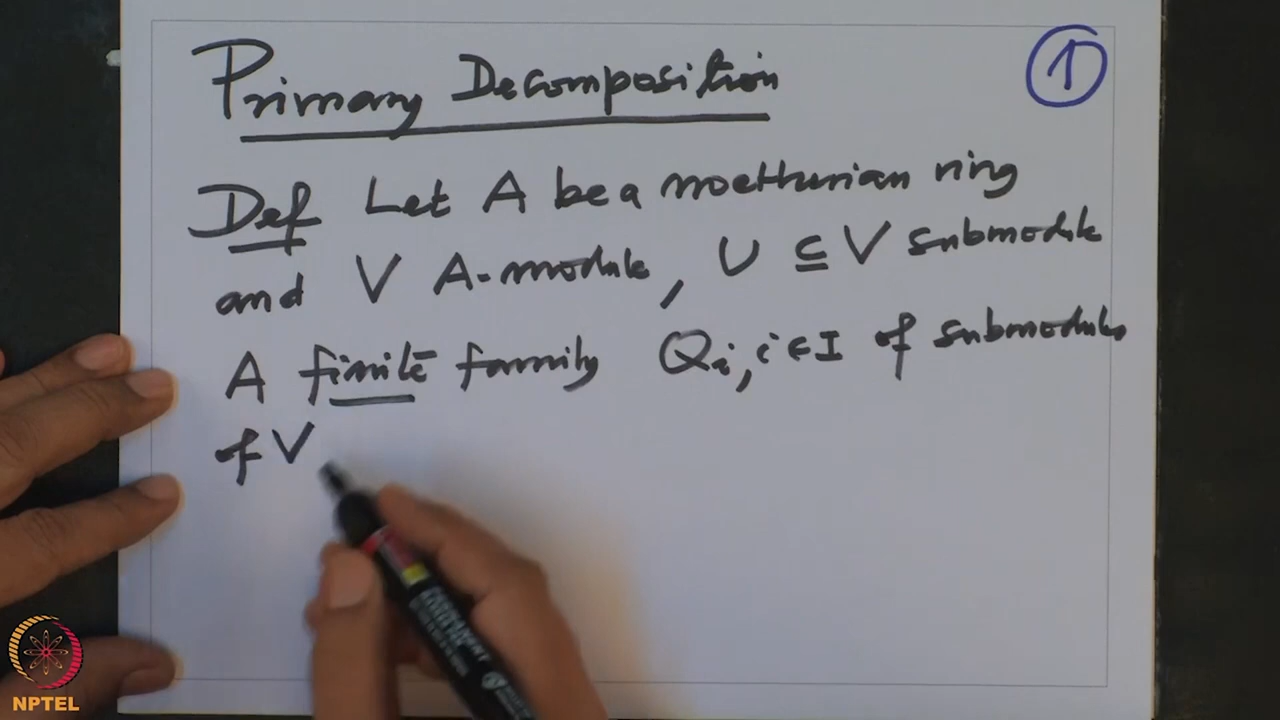 Primary Decomposition
1
Def Let A be a noetherian ring
and V A-module, U ⊆ V submodule
A finite family Qi, i∈I of submodules
of V
NPTEL